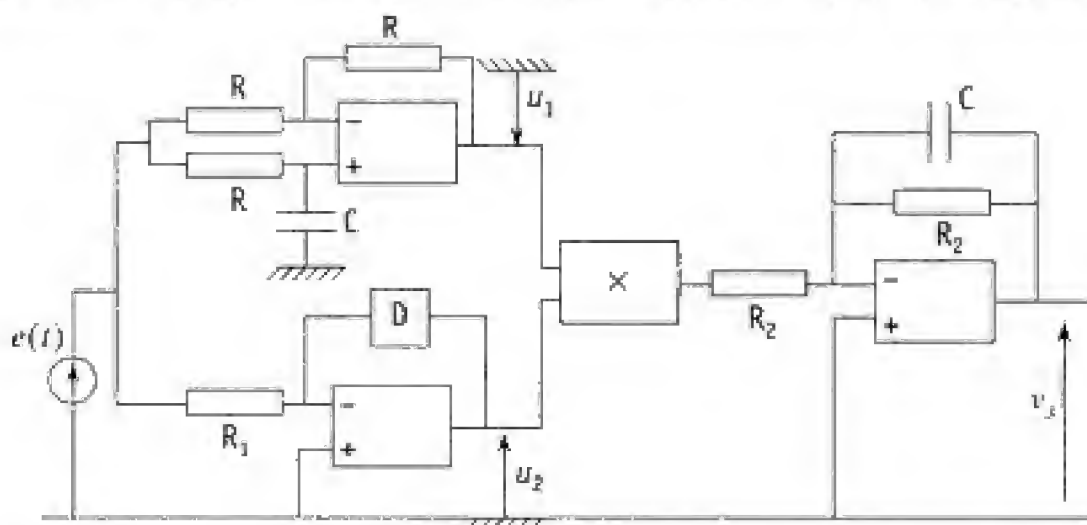 R
u₁
R
−
+
R
C
C
R₂
×
R₂
−
+
D
e(t)
R₁
−
+
u₂
vₛ